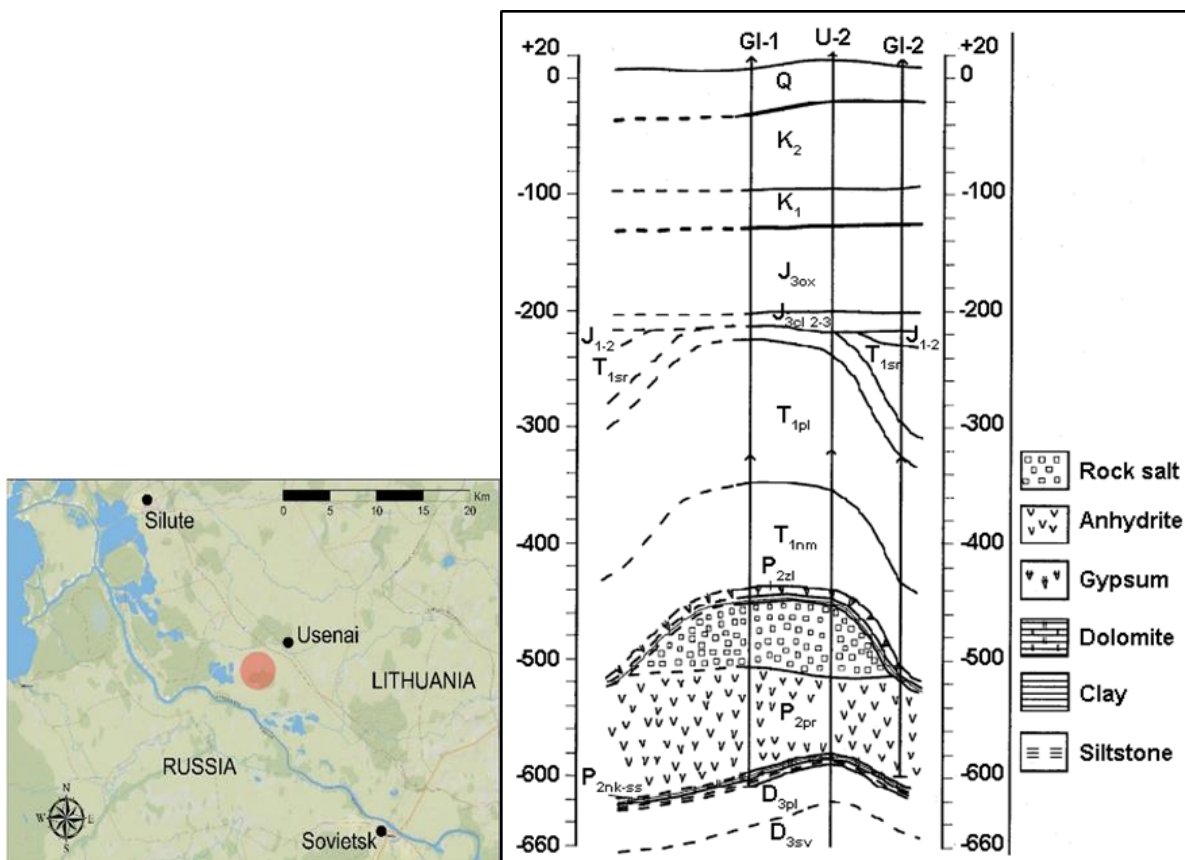 GI-1 U-2 GI-2
+20 +20
0 0
Q
K2
-100 -100
K1
J3ox
-200 -200
J3cl 2-3
J1-2 J1-2
T1sr T1sr
-300 -300
T1pl
-400 -400
T1nm
P2zl
-500 -500
P2pr
-600 -600
P2nk-ss
D3pl
-660 -660
D3sv
Rock salt
Anhydrite
Gypsum
Dolomite
Clay
Siltstone
Km
0 5 10 15 20
Silute
Usenai
LITHUANIA
RUSSIA
N
W E
S
Sovietsk